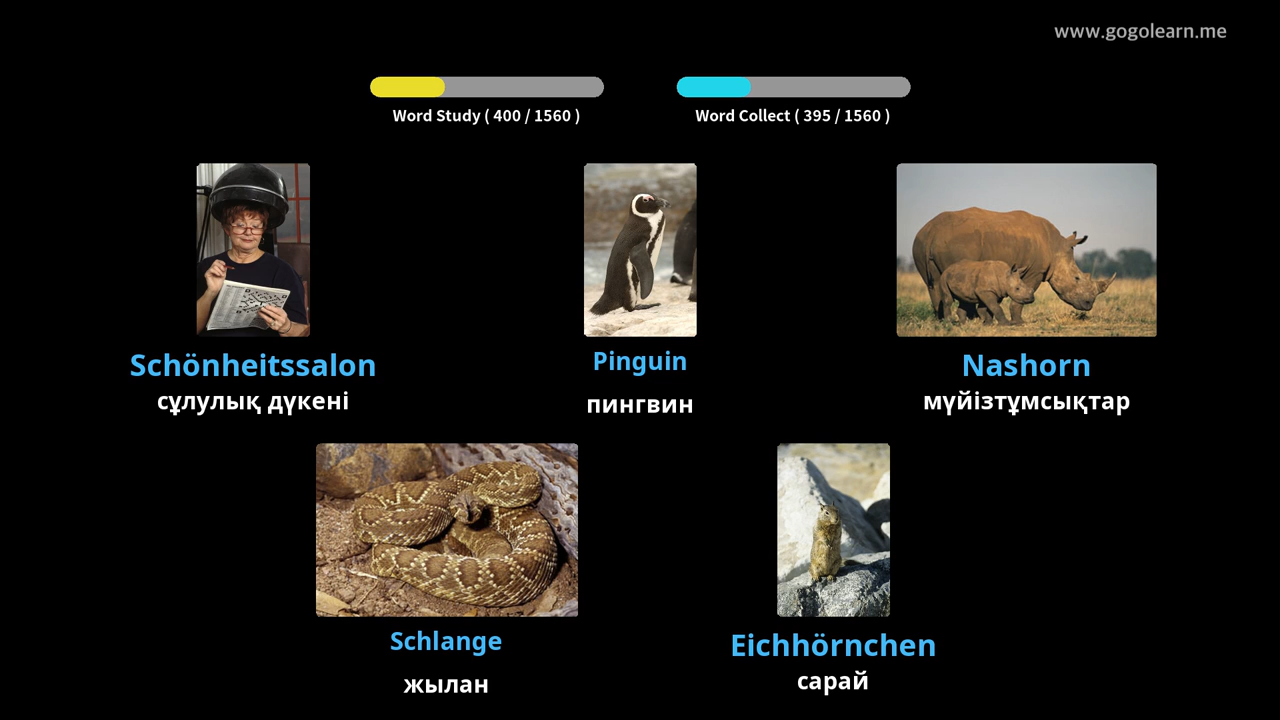 www.gogolearn.me
Word Study ( 400 / 1560 )
Word Collect ( 395 / 1560 )
Schönheitssalon
сұлулық дүкені
Pinguin
пингвин
Nashorn
мүйізтұмсықтар
Schlange
жылан
Eichhörnchen
сарай